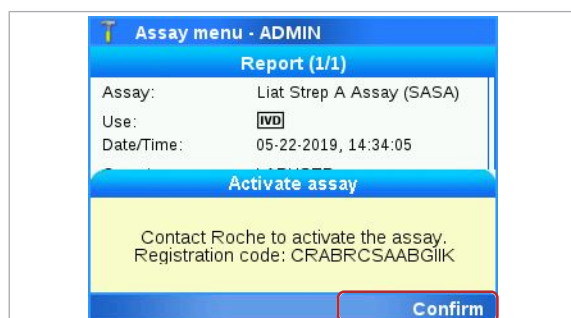 Assay menu - ADMIN
Report (1/1)
Assay: Liat Strep A Assay (SASA)
Use: IVD
Date/Time: 05-22-2019, 14:34:05
Activate assay
Contact Roche to activate the assay.
Registration code: CRABRCSAABGIIK
Confirm